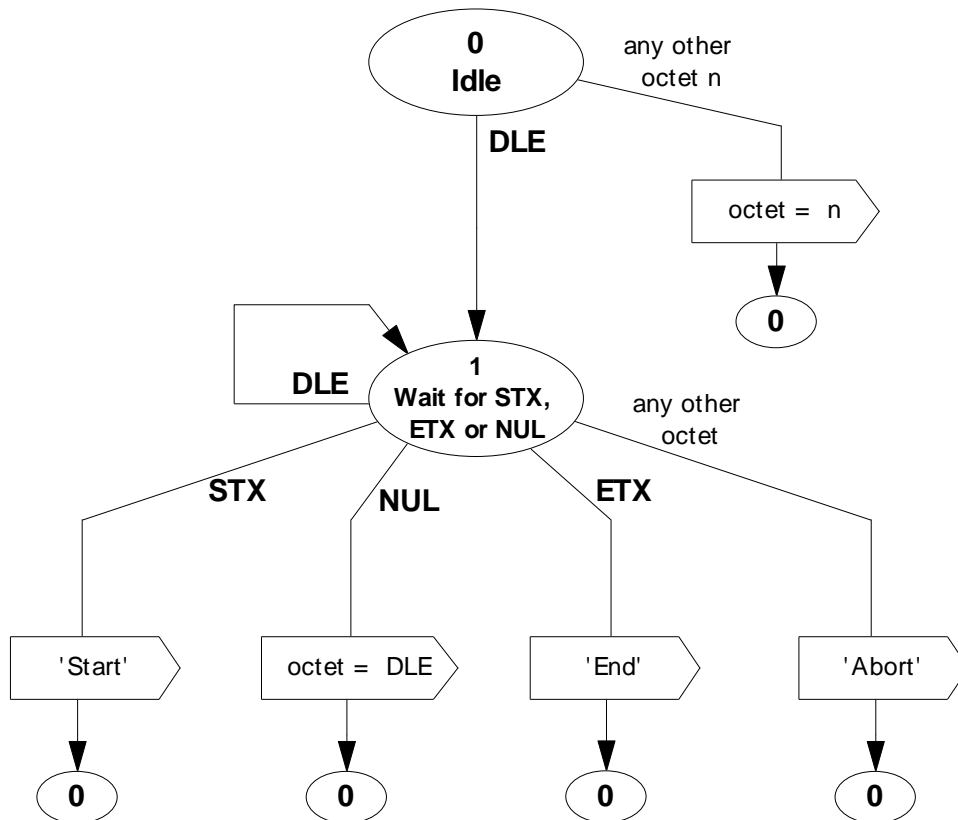 0
Idle
any other
octet n
DLE
octet = n
0
DLE
1
Wait for STX,
ETX or NUL
any other
octet
STX
NUL
ETX
'Start'
octet = DLE
'End'
'Abort'
0
0
0
0